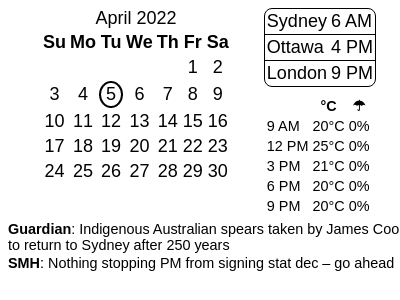 April 2022
Su Mo Tu We Th Fr Sa
1 2
3 4 5 6 7 8 9
10 11 12 13 14 15 16
17 18 19 20 21 22 23
24 25 26 27 28 29 30
Sydney 6 AM
Ottawa 4 PM
London 9 PM
°C ☂
9 AM 20°C 0%
12 PM 25°C 0%
3 PM 21°C 0%
6 PM 20°C 0%
9 PM 20°C 0%
Guardian: Indigenous Australian spears taken by James Coo
to return to Sydney after 250 years
SMH: Nothing stopping PM from signing stat dec – go ahead